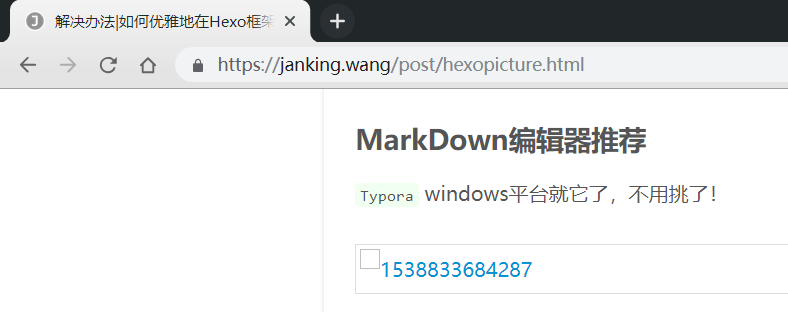 解决办法|如何优雅地在Hexo框架
https://janking.wang/post/hexopicture.html
MarkDown编辑器推荐
Typora windows平台就它了，不用挑了！
1538833684287